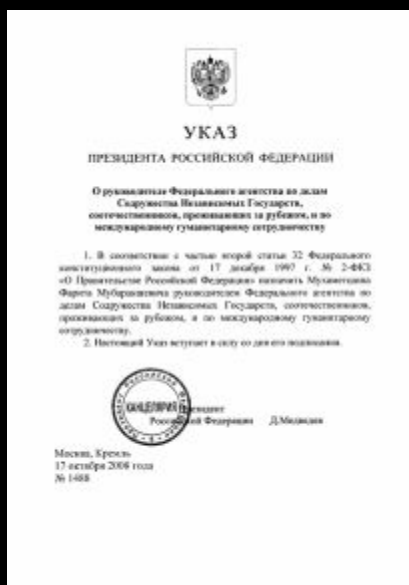 УКАЗ
ПРЕЗИДЕНТА РОССИЙСКОЙ ФЕДЕРАЦИИ
О руководителе Федерального агентства по делам
Содружества Независимых Государств,
соотечественников, проживающих за рубежом, и по
международному гуманитарному сотрудничеству
1. В соответствии с частью второй статьи 32 Федерального
конституционного закона от 17 декабря 1997 г. № 2-ФКЗ
«О Правительстве Российской Федерации» назначить Мухаметшина
Фарита Мубаракшевича руководителем Федерального агентства по
делам Содружества Независимых Государств, соотечественников,
проживающих за рубежом, и по международному гуманитарному
сотрудничеству.
2. Настоящий Указ вступает в силу со дня его подписания.
КАНЦЕЛЯРИЯ
Президент
Российской Федерации Д.Медведев
Москва, Кремль
17 октября 2008 года
№ 1488